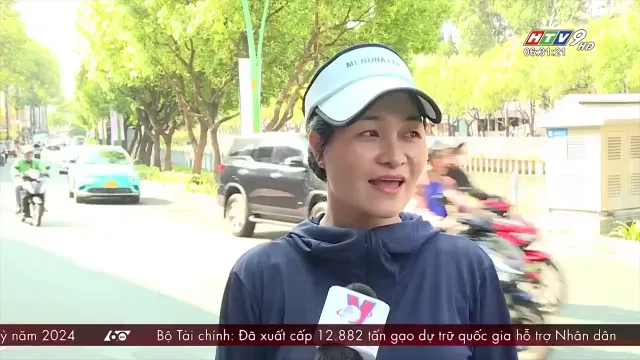 HTV9 HD
06:31:21
ỳ năm 2024 60 Bộ Tài chính: Đã xuất cấp 12.882 tấn gạo dự trữ quốc gia hỗ trợ Nhân dân